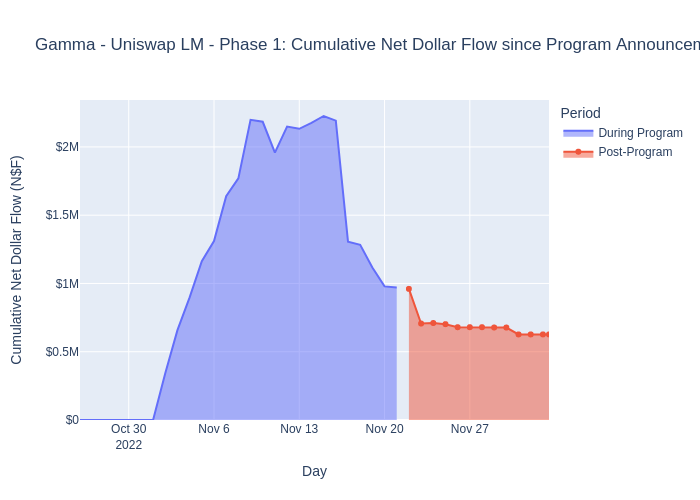 Gamma - Uniswap LM - Phase 1: Cumulative Net Dollar Flow since Program
Period
During Program
Post-Program
Cumulative Net Dollar Flow (N$F)
$2M
$1.5M
$1M
$0.5M
$0
Oct 30
2022
Nov 6
Nov 13
Nov 20
Nov 27
Day